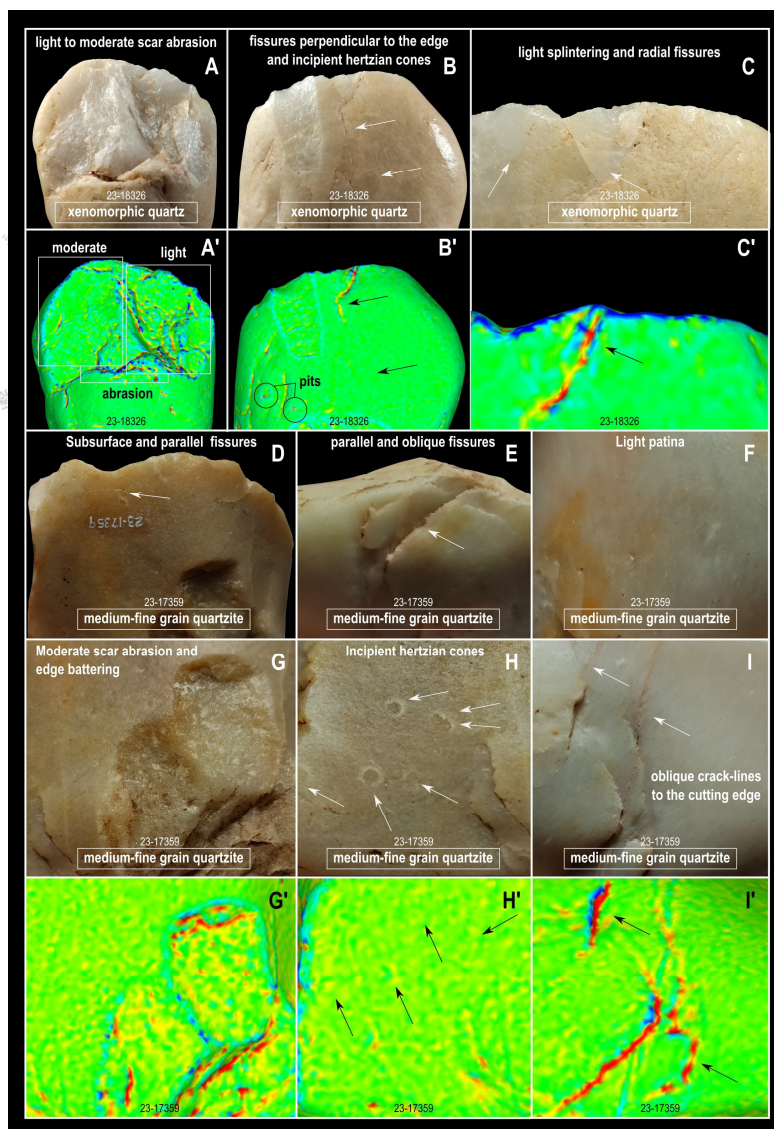 light to moderate scar abrasion
A
23-18326
xenomorphic quartz
fissures perpendicular to the edge
and incipient hertzian cones
B
23-18326
xenomorphic quartz
light splintering and radial fissures
C
23-18326
xenomorphic quartz
moderate
A'
light
abrasion
23-18326
B'
pits
23-18326
C'
23-18326
Subsurface and parallel fissures
D
23-17359
23-17359
medium-fine grain quartzite
parallel and oblique fissures
E
23-17359
medium-fine grain quartzite
Light patina
F
23-17359
medium-fine grain quartzite
Moderate scar abrasion and
edge battering
G
23-17359
medium-fine grain quartzite
Incipient hertzian cones
H
23-17359
medium-fine grain quartzite
I
oblique crack-lines
to the cutting edge
23-17359
medium-fine grain quartzite
G'
23-17359
H'
23-17359
I'
23-17359